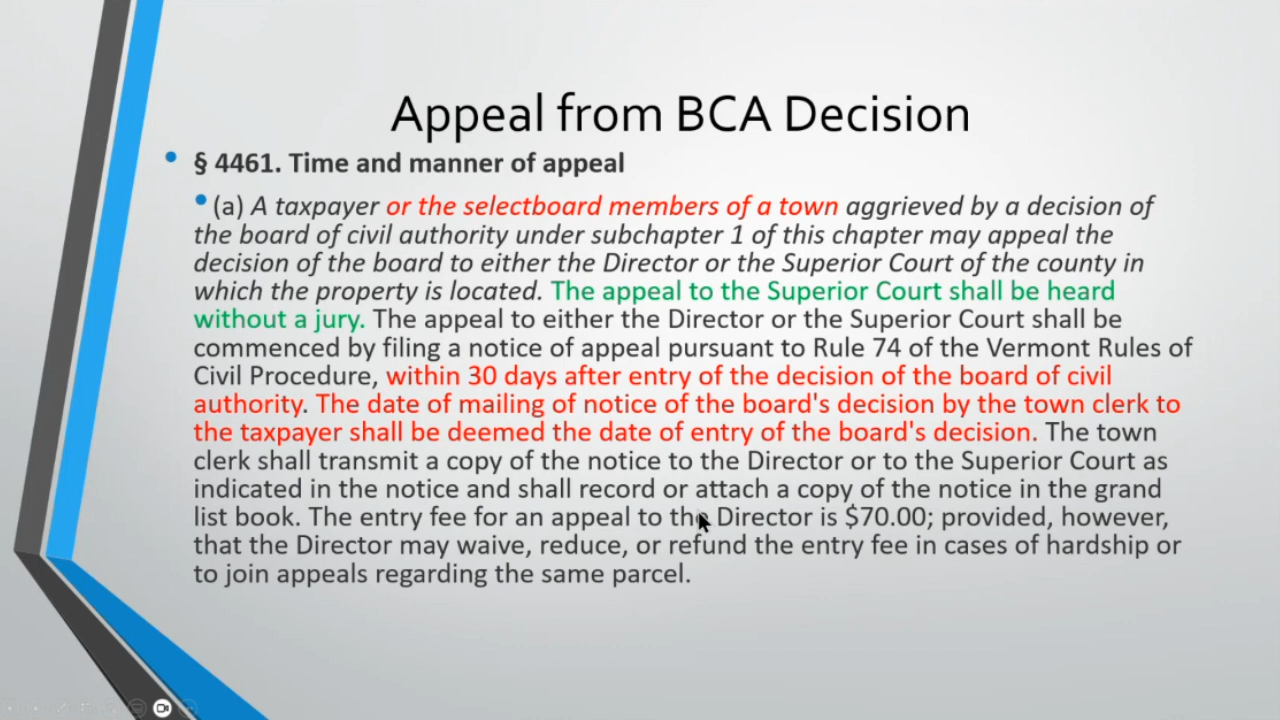 Appeal from BCA Decision
§ 4461. Time and manner of appeal
(a) A taxpayer or the selectboard members of a town aggrieved by a decision of
the board of civil authority under subchapter 1 of this chapter may appeal the
decision of the board to either the Director or the Superior Court of the county in
which the property is located. The appeal to the Superior Court shall be heard
without a jury. The appeal to either the Director or the Superior Court shall be
commenced by filing a notice of appeal pursuant to Rule 74 of the Vermont Rules of
Civil Procedure, within 30 days after entry of the decision of the board of civil
authority. The date of mailing of notice of the board's decision by the town clerk to
the taxpayer shall be deemed the date of entry of the board's decision. The town
clerk shall transmit a copy of the notice to the Director or to the Superior Court as
indicated in the notice and shall record or attach a copy of the notice in the grand
list book. The entry fee for an appeal to the Director is $70.00; provided, however,
that the Director may waive, reduce, or refund the entry fee in cases of hardship or
to join appeals regarding the same parcel.